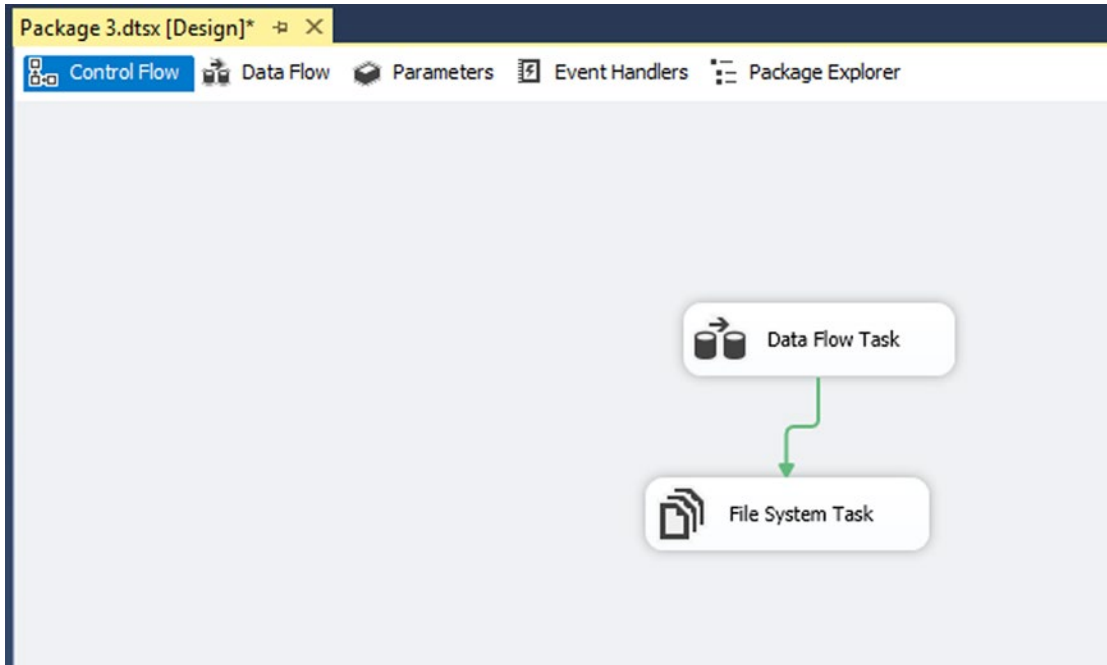 Package 3.dtsx [Design]*
Control Flow Data Flow Parameters Event Handlers Package Explorer
Data Flow Task
File System Task